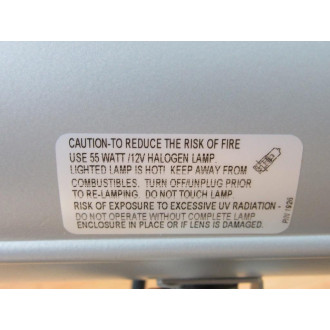 CAUTION-TO REDUCE THE RISK OF FIRE
USE 55 WATT /12V HALOGEN LAMP.
LIGHTED LAMP IS HOT! KEEP AWAY FROM
COMBUSTIBLES. TURN OFF/UNPLUG PRIOR
TO RE-LAMPING. DO NOT TOUCH LAMP.
RISK OF EXPOSURE TO EXCESSIVE UV RADIATION -
DO NOT OPERATE WITHOUT COMPLETE LAMP
ENCLOSURE IN PLACE OR IF LENS IS DAMAGED.